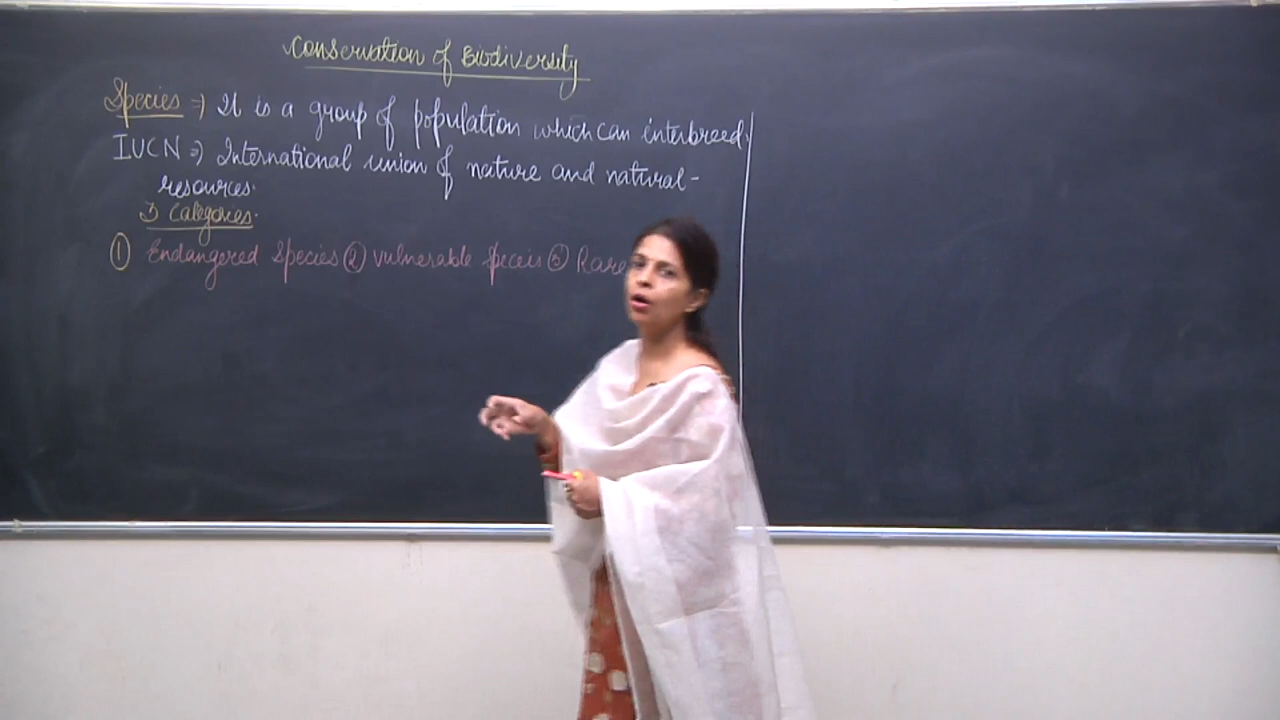 Conservation of Biodiversity
Species => It is a group of population which can interbreed.
IUCN => International union of nature and natural-
resources.
3 Categories.
① Endangered Species ② vulnerable speceis ③ Rare